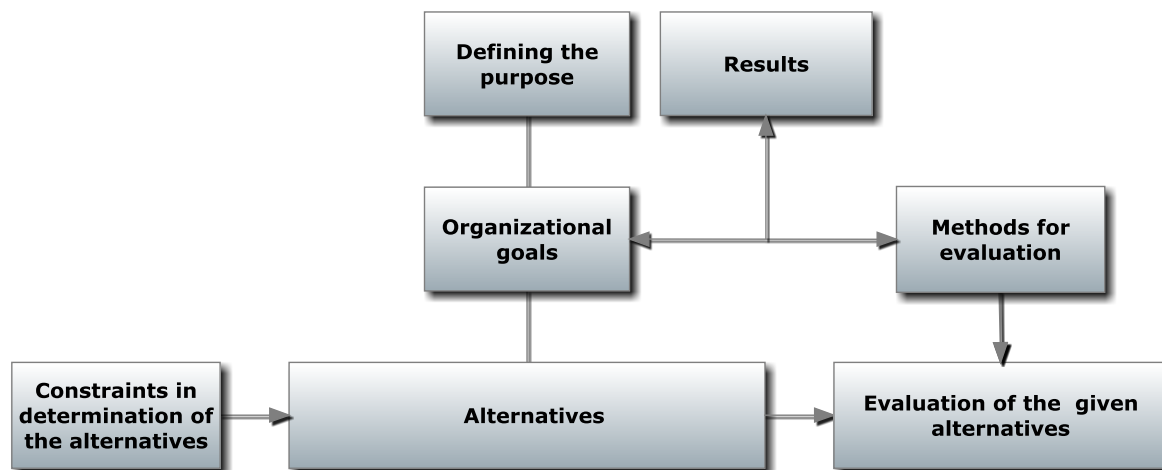 Defining the
purpose
Results
Organizational
goals
Methods for
evaluation
Constraints in
determination of
the alternatives
Alternatives
Evaluation of the given
alternatives